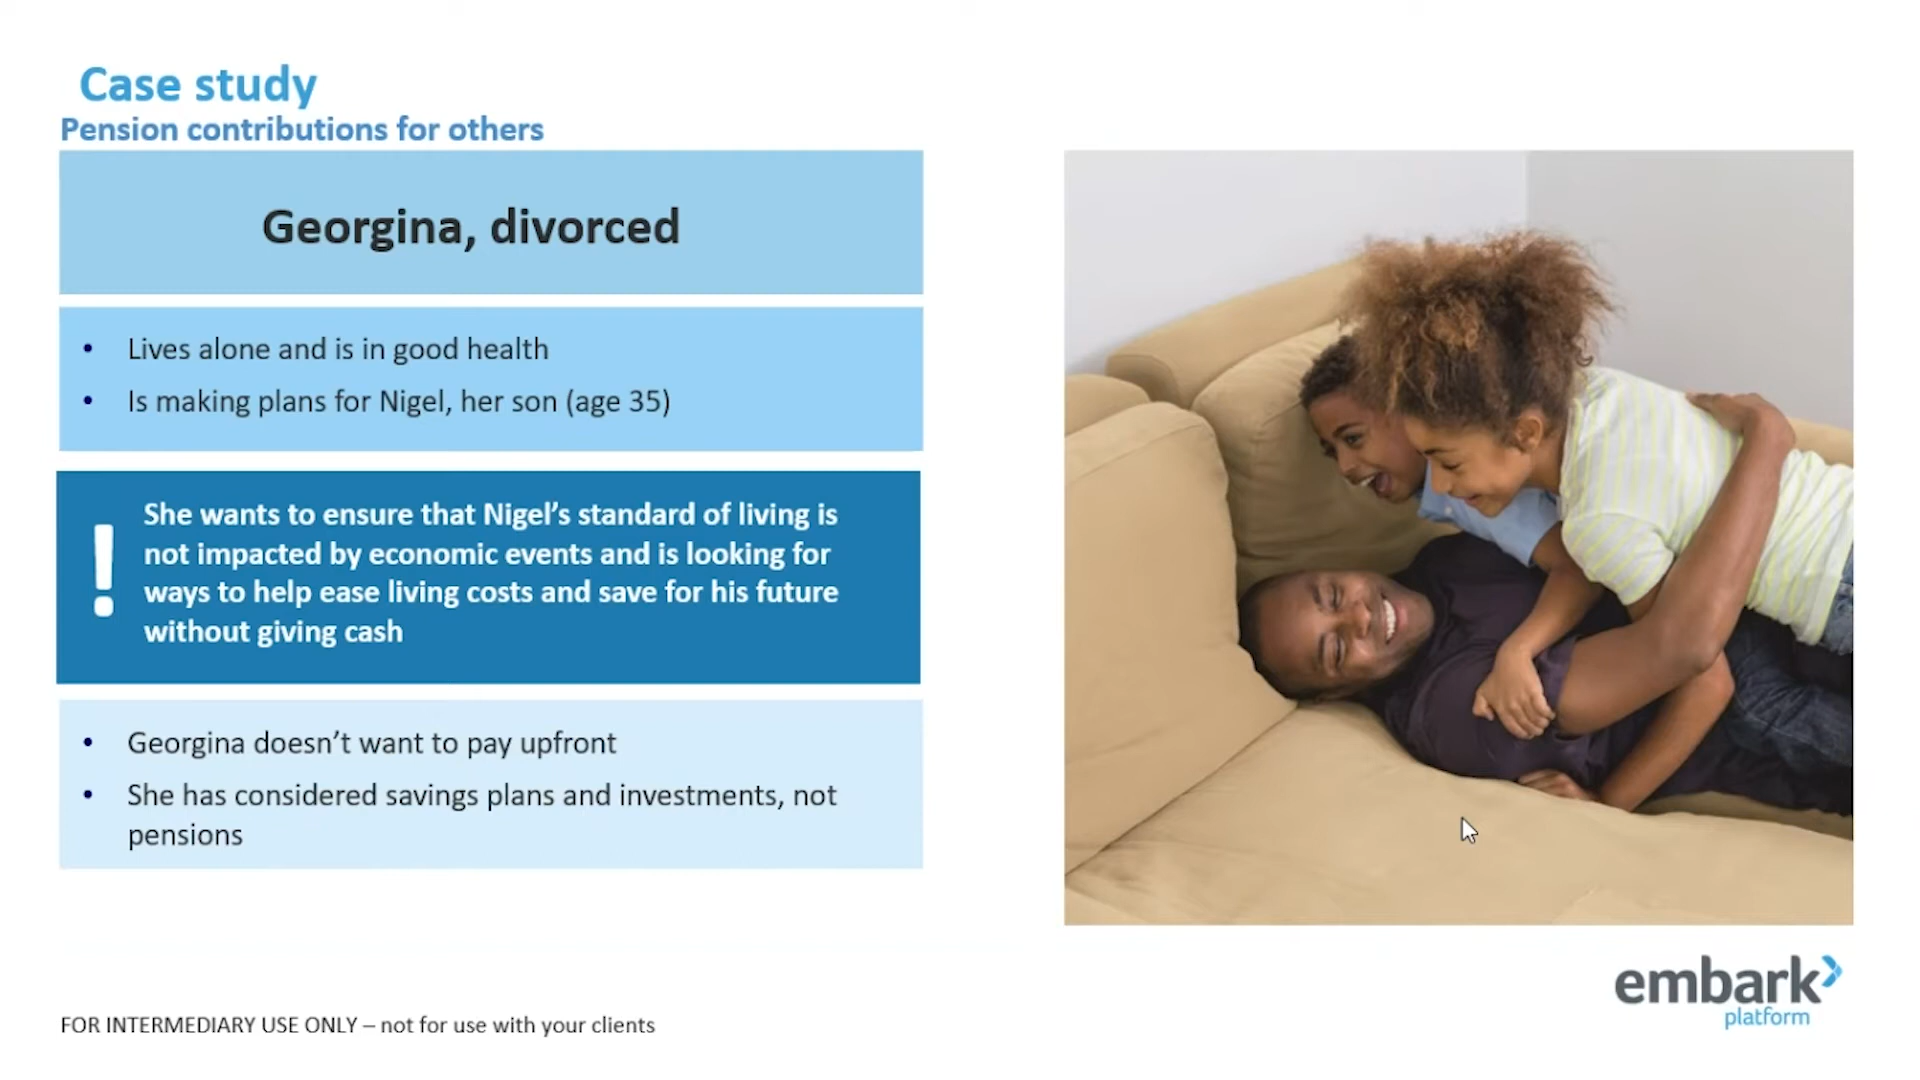 Case study
Pension contributions for others
Georgina, divorced
• Lives alone and is in good health
• Is making plans for Nigel, her son (age 35)
! She wants to ensure that Nigel’s standard of living is
not impacted by economic events and is looking for
ways to help ease living costs and save for his future
without giving cash
• Georgina doesn’t want to pay upfront
• She has considered savings plans and investments, not
pensions
embark
platform
FOR INTERMEDIARY USE ONLY – not for use with your clients